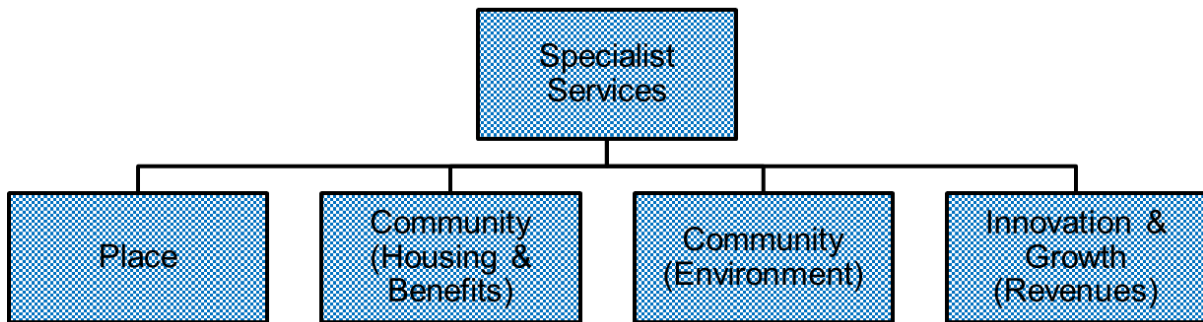 Specialist
Services
Place
Community
(Housing &
Benefits)
Community
(Environment)
Innovation &
Growth
(Revenues)